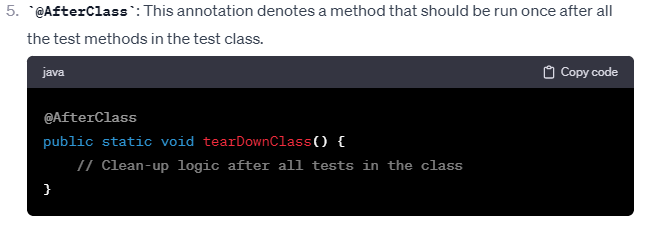 5. `@AfterClass`: This annotation denotes a method that should be run once after all
the test methods in the test class.
java Copy code
@AfterClass
public static void tearDownClass() {
    // Clean-up logic after all tests in the class
}